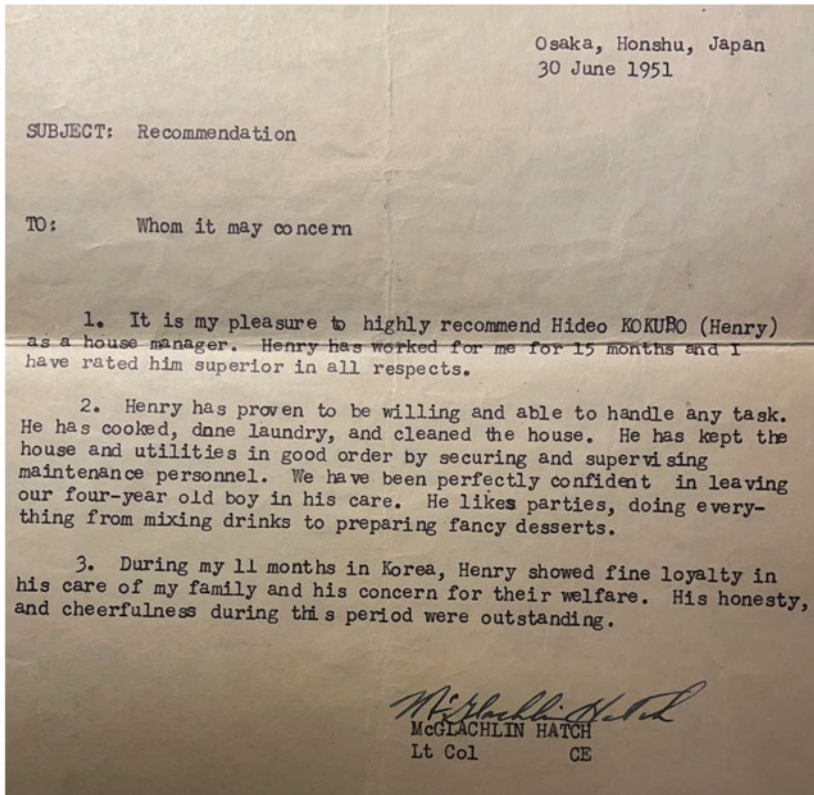 Osaka, Honshu, Japan
30 June 1951
SUBJECT: Recommendation
TO: Whom it may concern
1. It is my pleasure to highly recommend Hideo KOKUBO (Henry)
as a house manager. Henry has worked for me for 15 months and I
have rated him superior in all respects.
2. Henry has proven to be willing and able to handle any task.
He has cooked, done laundry, and cleaned the house. He has kept the
house and utilities in good order by securing and supervising
maintenance personnel. We have been perfectly confident in leaving
our four-year old boy in his care. He likes parties, doing every-
thing from mixing drinks to preparing fancy desserts.
3. During my 11 months in Korea, Henry showed fine loyalty in
his care of my family and his concern for their welfare. His honesty,
and cheerfulness during this period were outstanding.
McGlachlin Hatch
McGLACHLIN HATCH
Lt Col CE